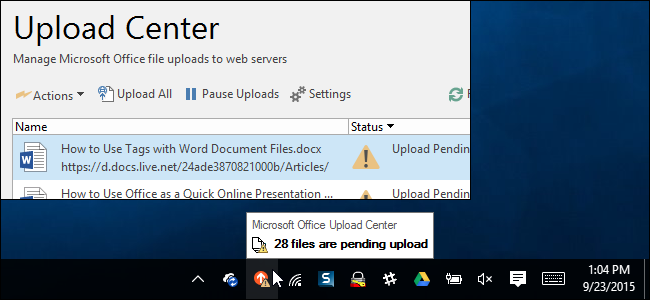 Upload Center
Manage Microsoft Office file uploads to web servers
Actions Upload All Pause Uploads Settings
Name Status
How to Use Tags with Word Document Files.docx Upload Pending
https://d.docs.live.net/24ade3870821000b/Articles/
How to Use Office as a Quick Online Presentation ... Upload Pending
Microsoft Office Upload Center
28 files are pending upload
1:04 PM
9/23/2015